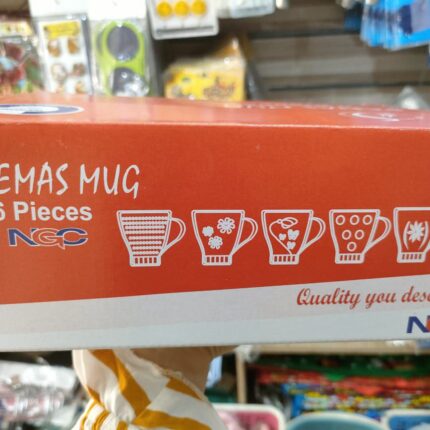 EMAS MUG
6 Pieces
NGC
Quality you des
N